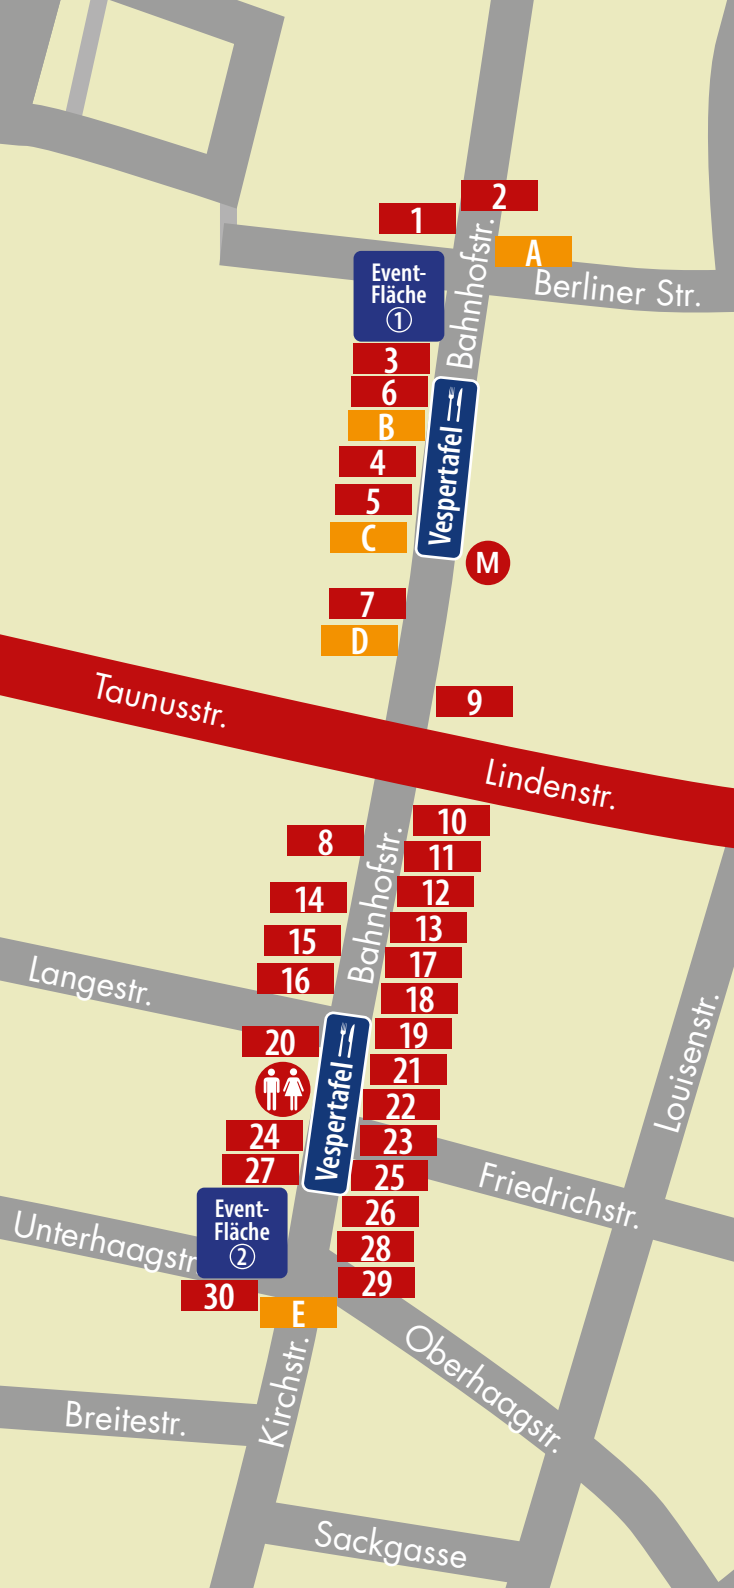 2
1
Bahnhofstr.
A
Event-
Fläche
1
Berliner Str.
3
6
B
4
5
C
Vespertafel
M
7
D
9
Taunusstr.
Lindenstr.
10
8
11
Bahnhofstr.
12
14
13
15
17
16
Langestr.
18
19
20
21
Vespertafel
22
24
23
27
25
Louisenstr.
Friedrichstr.
26
Event-
Fläche
2
Unterhaagstr
28
29
30
E
Oberhaagstr.
Kirchstr.
Breitestr.
Sackgasse